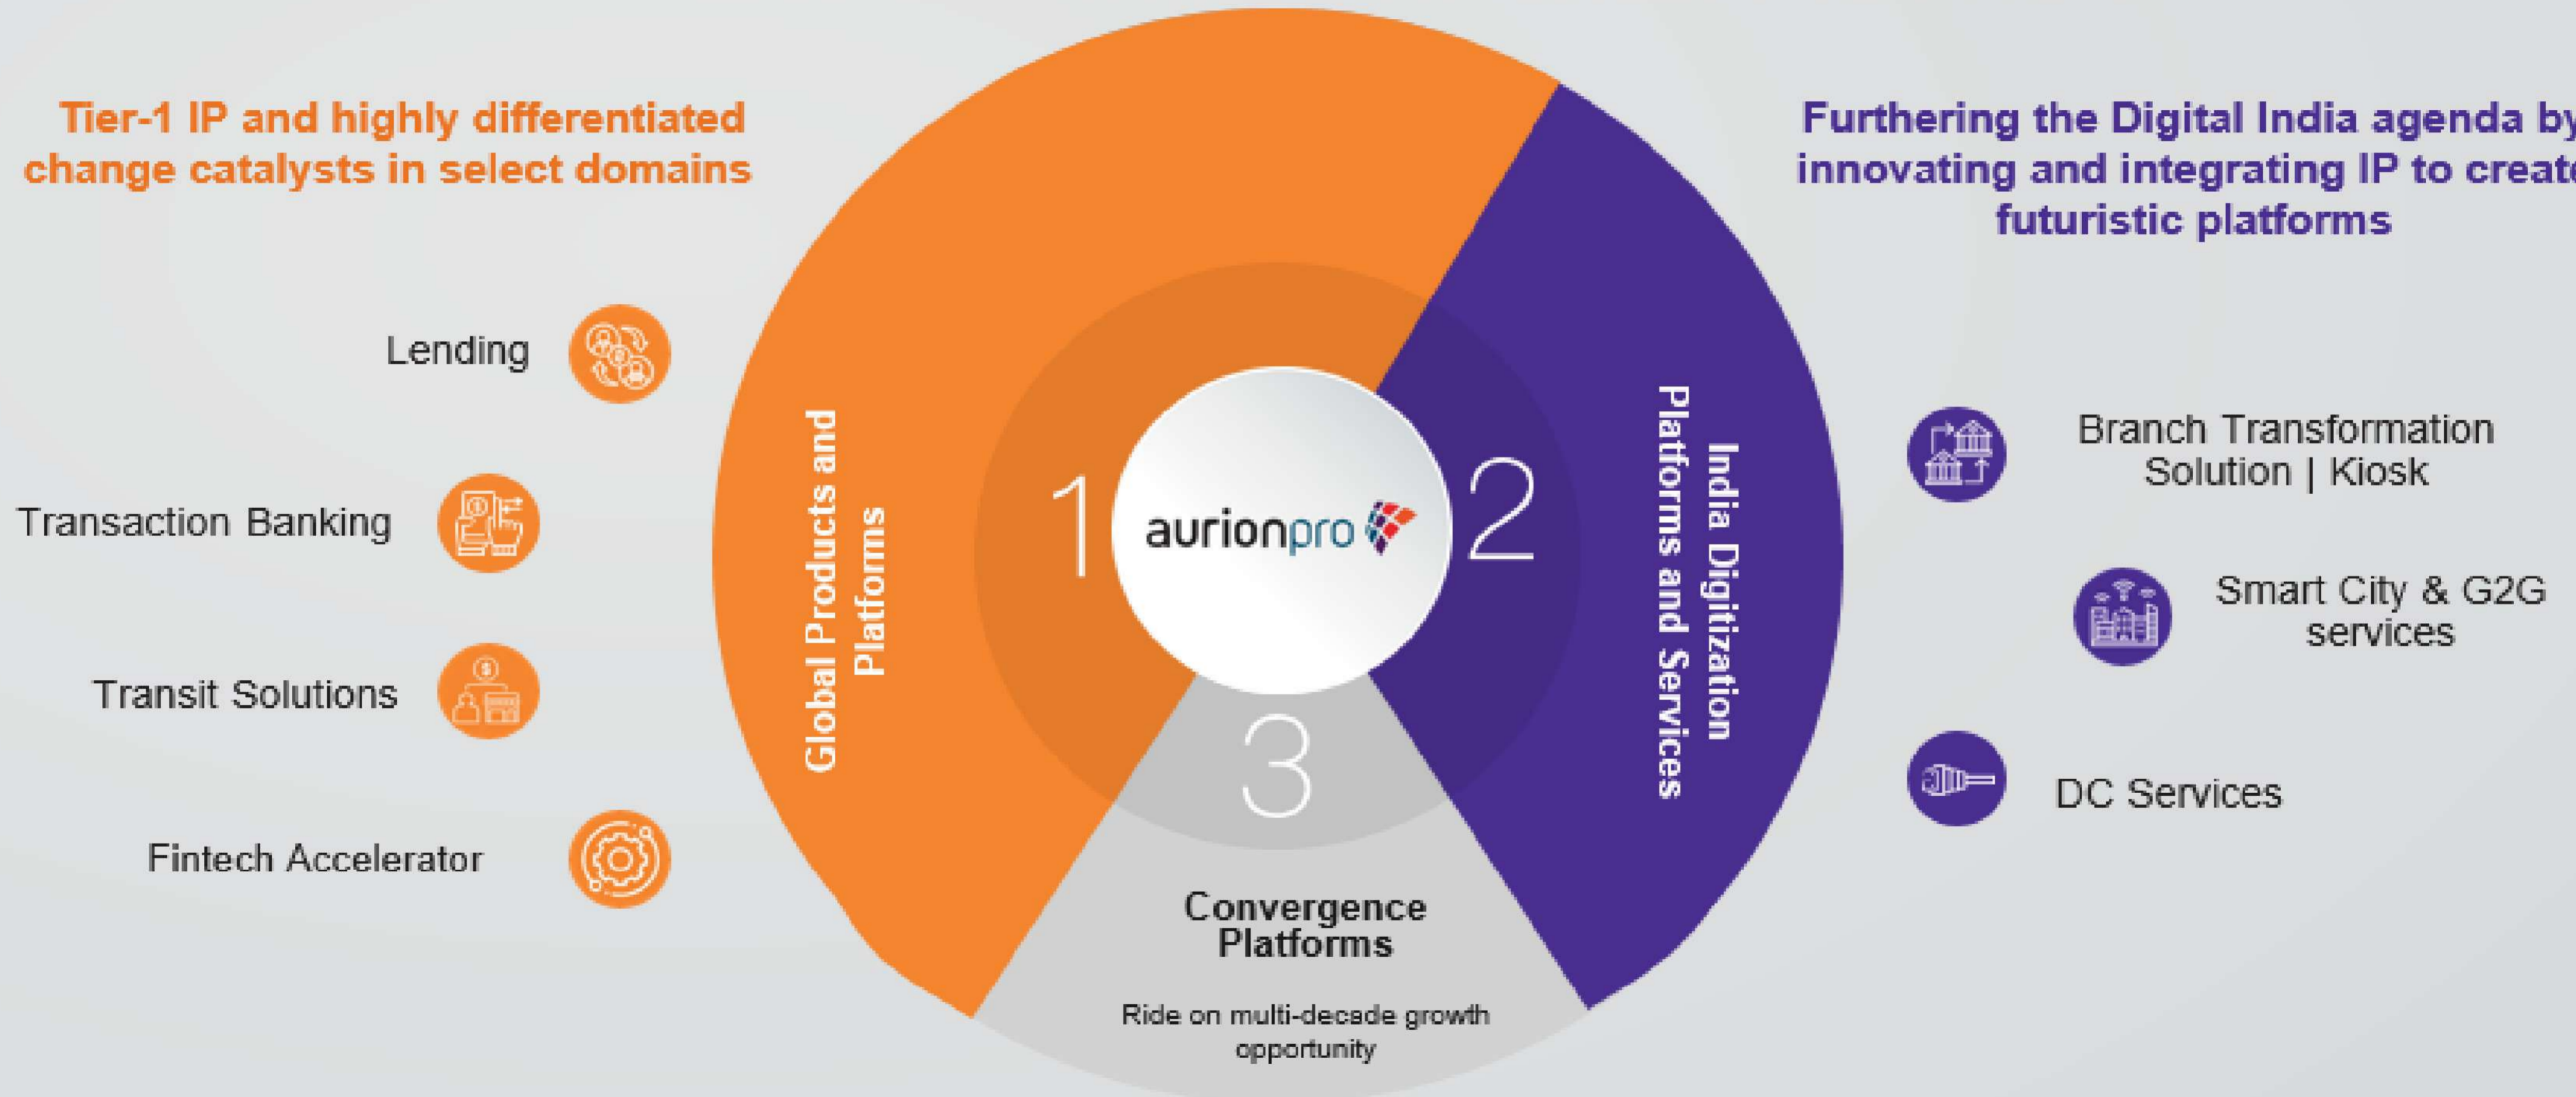 Tier-1 IP and highly differentiated
change catalysts in select domains
Lending
Transaction Banking
Transit Solutions
Fintech Accelerator
Global Products and
Platforms
1
aurionpro
2
India Digitization
Platforms and Services
3
Convergence
Platforms
Ride on multi-decade growth
opportunity
Furthering the Digital India agenda by
innovating and integrating IP to create
futuristic platforms
Branch Transformation
Solution | Kiosk
Smart City & G2G
services
DC Services